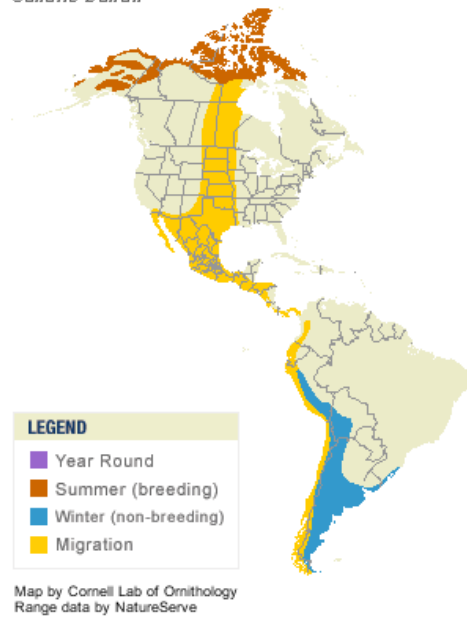 LEGEND
Year Round
Summer (breeding)
Winter (non-breeding)
Migration
Map by Cornell Lab of Ornithology
Range data by NatureServe